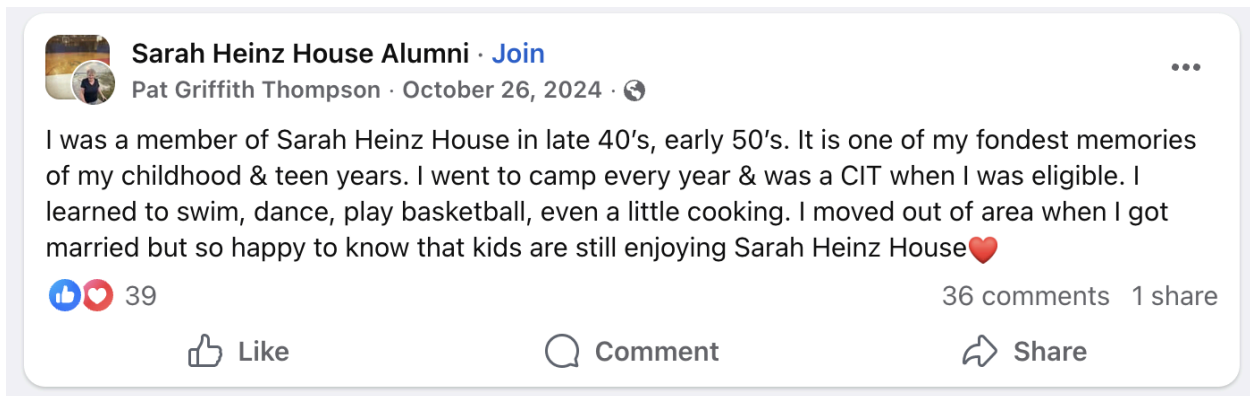 Sarah Heinz House Alumni · Join
Pat Griffith Thompson · October 26, 2024 ·
I was a member of Sarah Heinz House in late 40’s, early 50’s. It is one of my fondest memories
of my childhood & teen years. I went to camp every year & was a CIT when I was eligible. I
learned to swim, dance, play basketball, even a little cooking. I moved out of area when I got
married but so happy to know that kids are still enjoying Sarah Heinz House❤️
39 36 comments 1 share
Like Comment Share